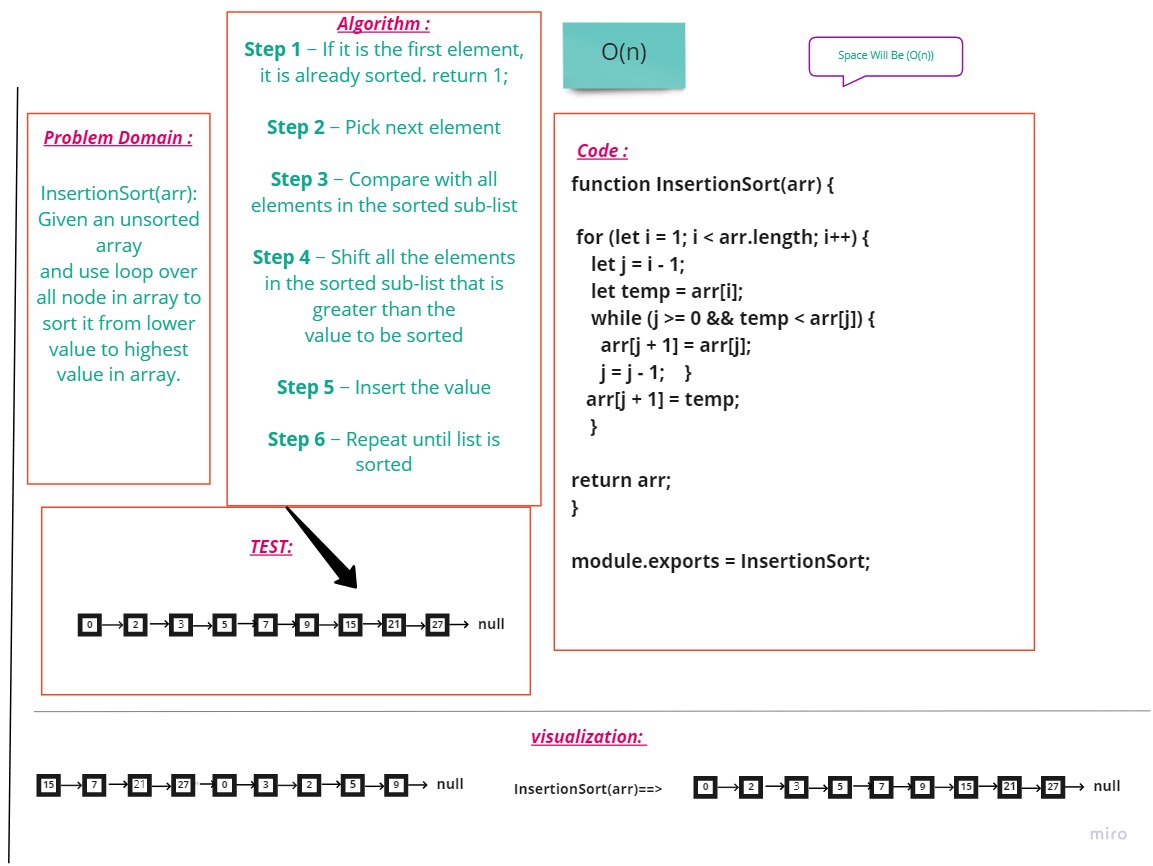 Algorithm :
Step 1 − If it is the first element,
it is already sorted. return 1;
Step 2 − Pick next element
Step 3 − Compare with all
elements in the sorted sub-list
Step 4 − Shift all the elements
in the sorted sub-list that is
greater than the
value to be sorted
Step 5 − Insert the value
Step 6 − Repeat until list is
sorted
O(n)
Space Will Be (O(n))
Problem Domain :
InsertionSort(arr):
Given an unsorted
array
and use loop over
all node in array to
sort it from lower
value to highest
value in array.
Code :
function InsertionSort(arr) {
for (let i = 1; i < arr.length; i++) {
let j = i - 1;
let temp = arr[i];
while (j >= 0 && temp < arr[j]) {
arr[j + 1] = arr[j];
j = j - 1; }
arr[j + 1] = temp;
}
return arr;
}
module.exports = InsertionSort;
TEST:
0 2 3 5 7 9 15 21 27 null
visualization:
15 7 21 27 0 3 2 5 9 null
InsertionSort(arr)==>
0 2 3 5 7 9 15 21 27 null
miro